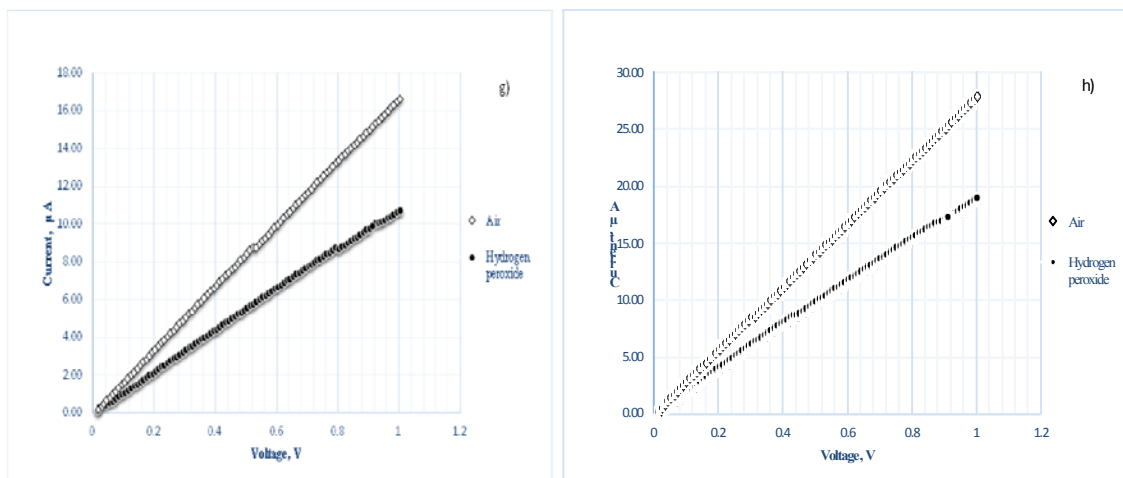 g)
18.00
16.00
14.00
12.00
10.00
8.00
6.00
4.00
2.00
0.00
Current, μA
0 0.2 0.4 0.6 0.8 1 1.2
Voltage, V
Air
Hydrogen
peroxide
h)
30.00
25.00
20.00
15.00
10.00
5.00
0.00
0 0.2 0.4 0.6 0.8 1 1.2
Voltage, V
Air
Hydrogen
peroxide